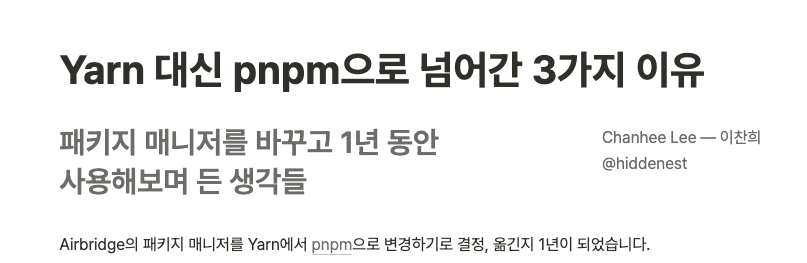 Yarn 대신 pnpm으로 넘어간 3가지 이유
패키지 매니저를 바꾸고 1년 동안
사용해보며 든 생각들
Chanhee Lee — 이찬희
@hiddenest
Airbridge의 패키지 매니저를 Yarn에서 pnpm으로 변경하기로 결정, 옮긴지 1년이 되었습니다.